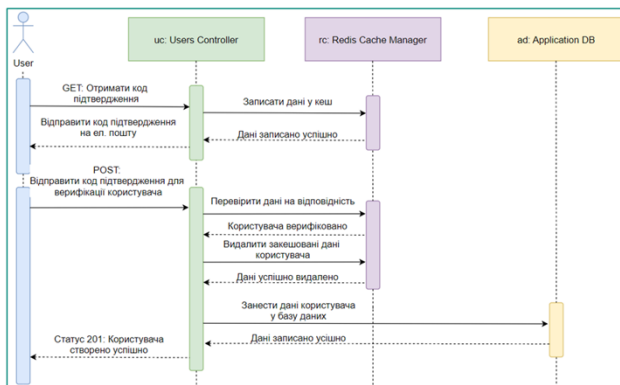 uc: Users Controller
rc: Redis Cache Manager
ad: Application DB
User
GET: Отримати код
підтвердження
Записати дані у кеш
Відправити код підтвердження
на ел. пошту
Дані записано успішно
POST:
Відправити код підтвердження для
верифікації користувача
Перевірити дані на відповідність
Користувача верифіковано
Видалити закешовані дані
користувача
Дані успішно видалено
Занести дані користувача
у базу даних
Дані записано усішно
Статус 201: Користувача
створено успішно